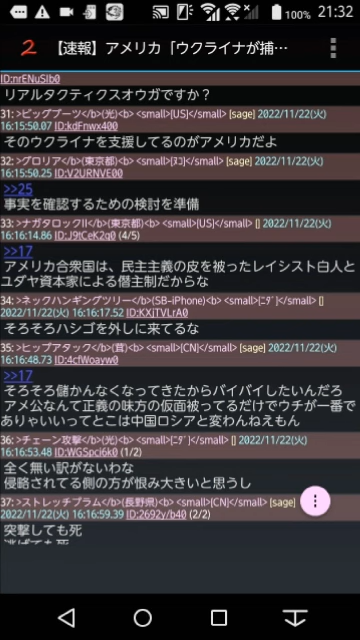 100% 21:32
2 【速報】アメリカ「ウクライナが捕…
ID:nrENuSlb0
リアルタクティクスオウガですか？
31: >ビッグブーツ</b>(光)<b> <small>[US]</small> [sage] 2022/11/22(火)
16:15:50.07 ID:kdFnwx400
そのウクライナを支援してるのがアメリカだよ
32: >グロリア</b>(東京都)<b> <small>[ﾇｺ]</small> [sage] 2022/11/22(火)
16:15:50.25 ID:V2URNVE00
>>25
事実を確認するための検討を準備
33: >ナガタロックII</b>(東京都)<b> <small>[US]</small> [] 2022/11/22(火)
16:16:14.86 ID:J9tCeK2q0 (4/5)
>>17
アメリカ合衆国は、民主主義の皮を被ったレイシスト白人と
ユダヤ資本家による僭主制だからな
34: >ネックハンギングツリー</b>(SB-iPhone)<b> <small>[ﾆﾀﾞ]</small> []
2022/11/22(火) 16:16:17.52 ID:KXjTVLrA0
そろそろハシゴを外しに来てるな
35: >ヒップアタック</b>(茸)<b> <small>[CN]</small> [sage] 2022/11/22(火)
16:16:48.73 ID:4cfWoayw0
>>17
そろそろ儲かんなくなってきたからバイバイしたいんだろ
アメ公なんて正義の味方の仮面被ってるだけでウチが一番で
ありゃいいってとこは中国ロシアと変わんねえもん
36: >チェーン攻撃</b>(光)<b> <small>[ﾆﾀﾞ]</small> [] 2022/11/22(火)
16:16:53.48 ID:WGSpci6k0 (1/2)
全く無い訳がないわな
侵略されてる側の方が恨み大きいと思うし
37: >ストレッチプラム</b>(長野県)<b> <small>[CN]</small> [sage]
2022/11/22(火) 16:16:59.39 ID:2692y/b40 (2/2)
突撃しても死
逃げても死